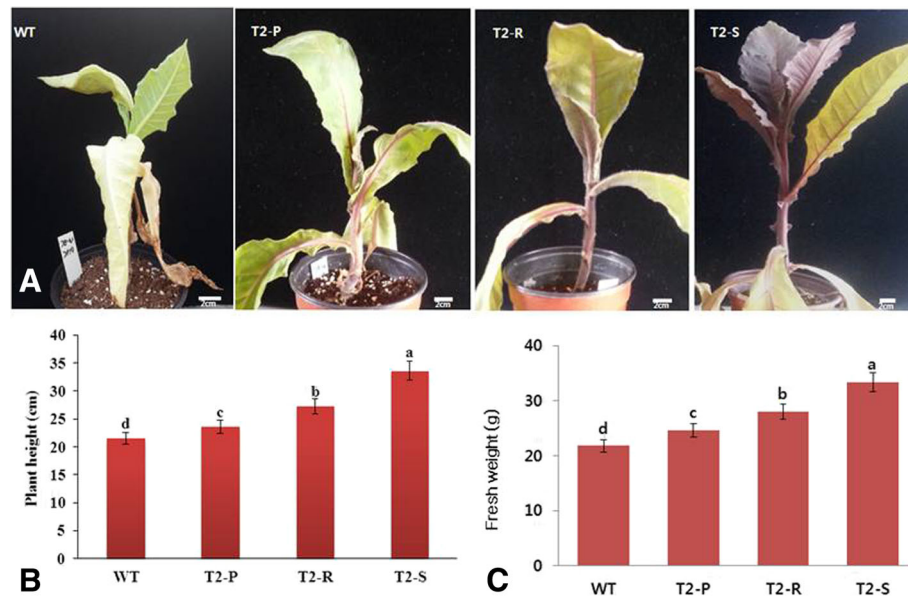 WT
T2-P
T2-R
T2-S
2cm
2cm
2cm
2cm
A
40
35
30
25
20
15
10
5
0
Plant height (cm)
d
c
b
a
WT
T2-P
T2-R
T2-S
B
40
30
20
10
0
Fresh weight (g)
d
c
b
a
WT
T2-P
T2-R
T2-S
C